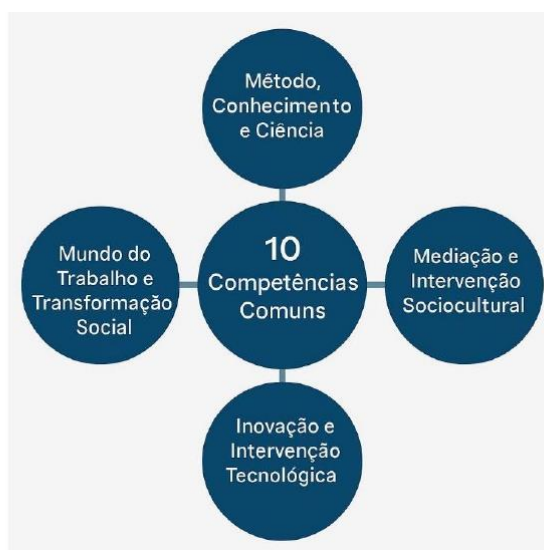 Método,
Conhecimento
e Ciência
Mundo do
Trabalho e
Transformação
Social
10
Competências
Comuns
Mediação e
Intervenção
Sociocultural
Inovação e
Intervenção
Tecnológica